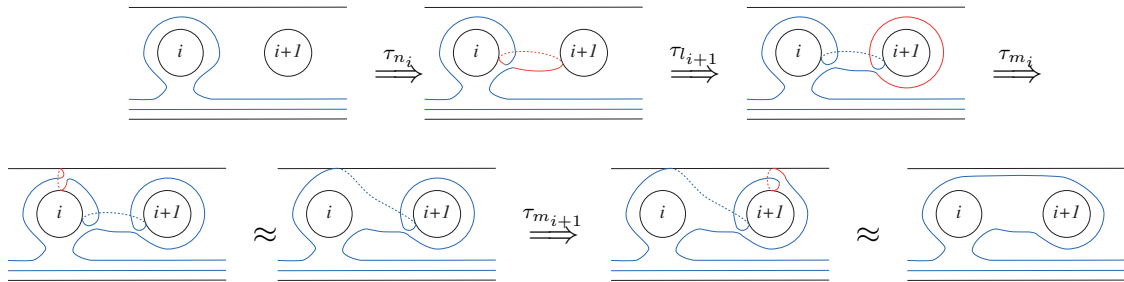 i i+1 τ_{n_i} ⇒ i i+1 τ_{l_{i+1}} ⇒ i i+1 τ_{m_i} ⇒
i i+1 ≈ i i+1 τ_{m_{i+1}} ⇒ i i+1 ≈ i i+1